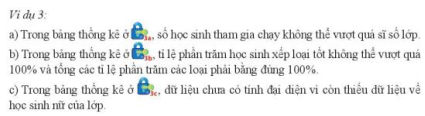 Ví dụ 3:
a) Trong bảng thống kê ở 3a, số học sinh tham gia chạy không thể vượt quá sĩ số lớp.
b) Trong bảng thống kê ở 3b, tỉ lệ phần trăm học sinh xếp loại tốt không thể vượt quá
100% và tổng các tỉ lệ phần trăm các loại phải bằng đúng 100%.
c) Trong bảng thống kê ở 3c, dữ liệu chưa có tính đại diện vì còn thiếu dữ liệu về
học sinh nữ của lớp.